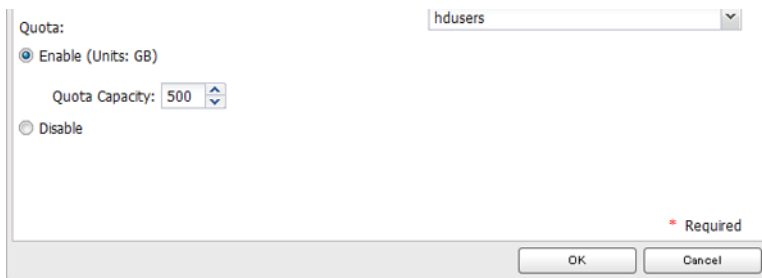 hdusers
Quota:
Enable (Units: GB)
Quota Capacity: 500
Disable
* Required
OK Cancel